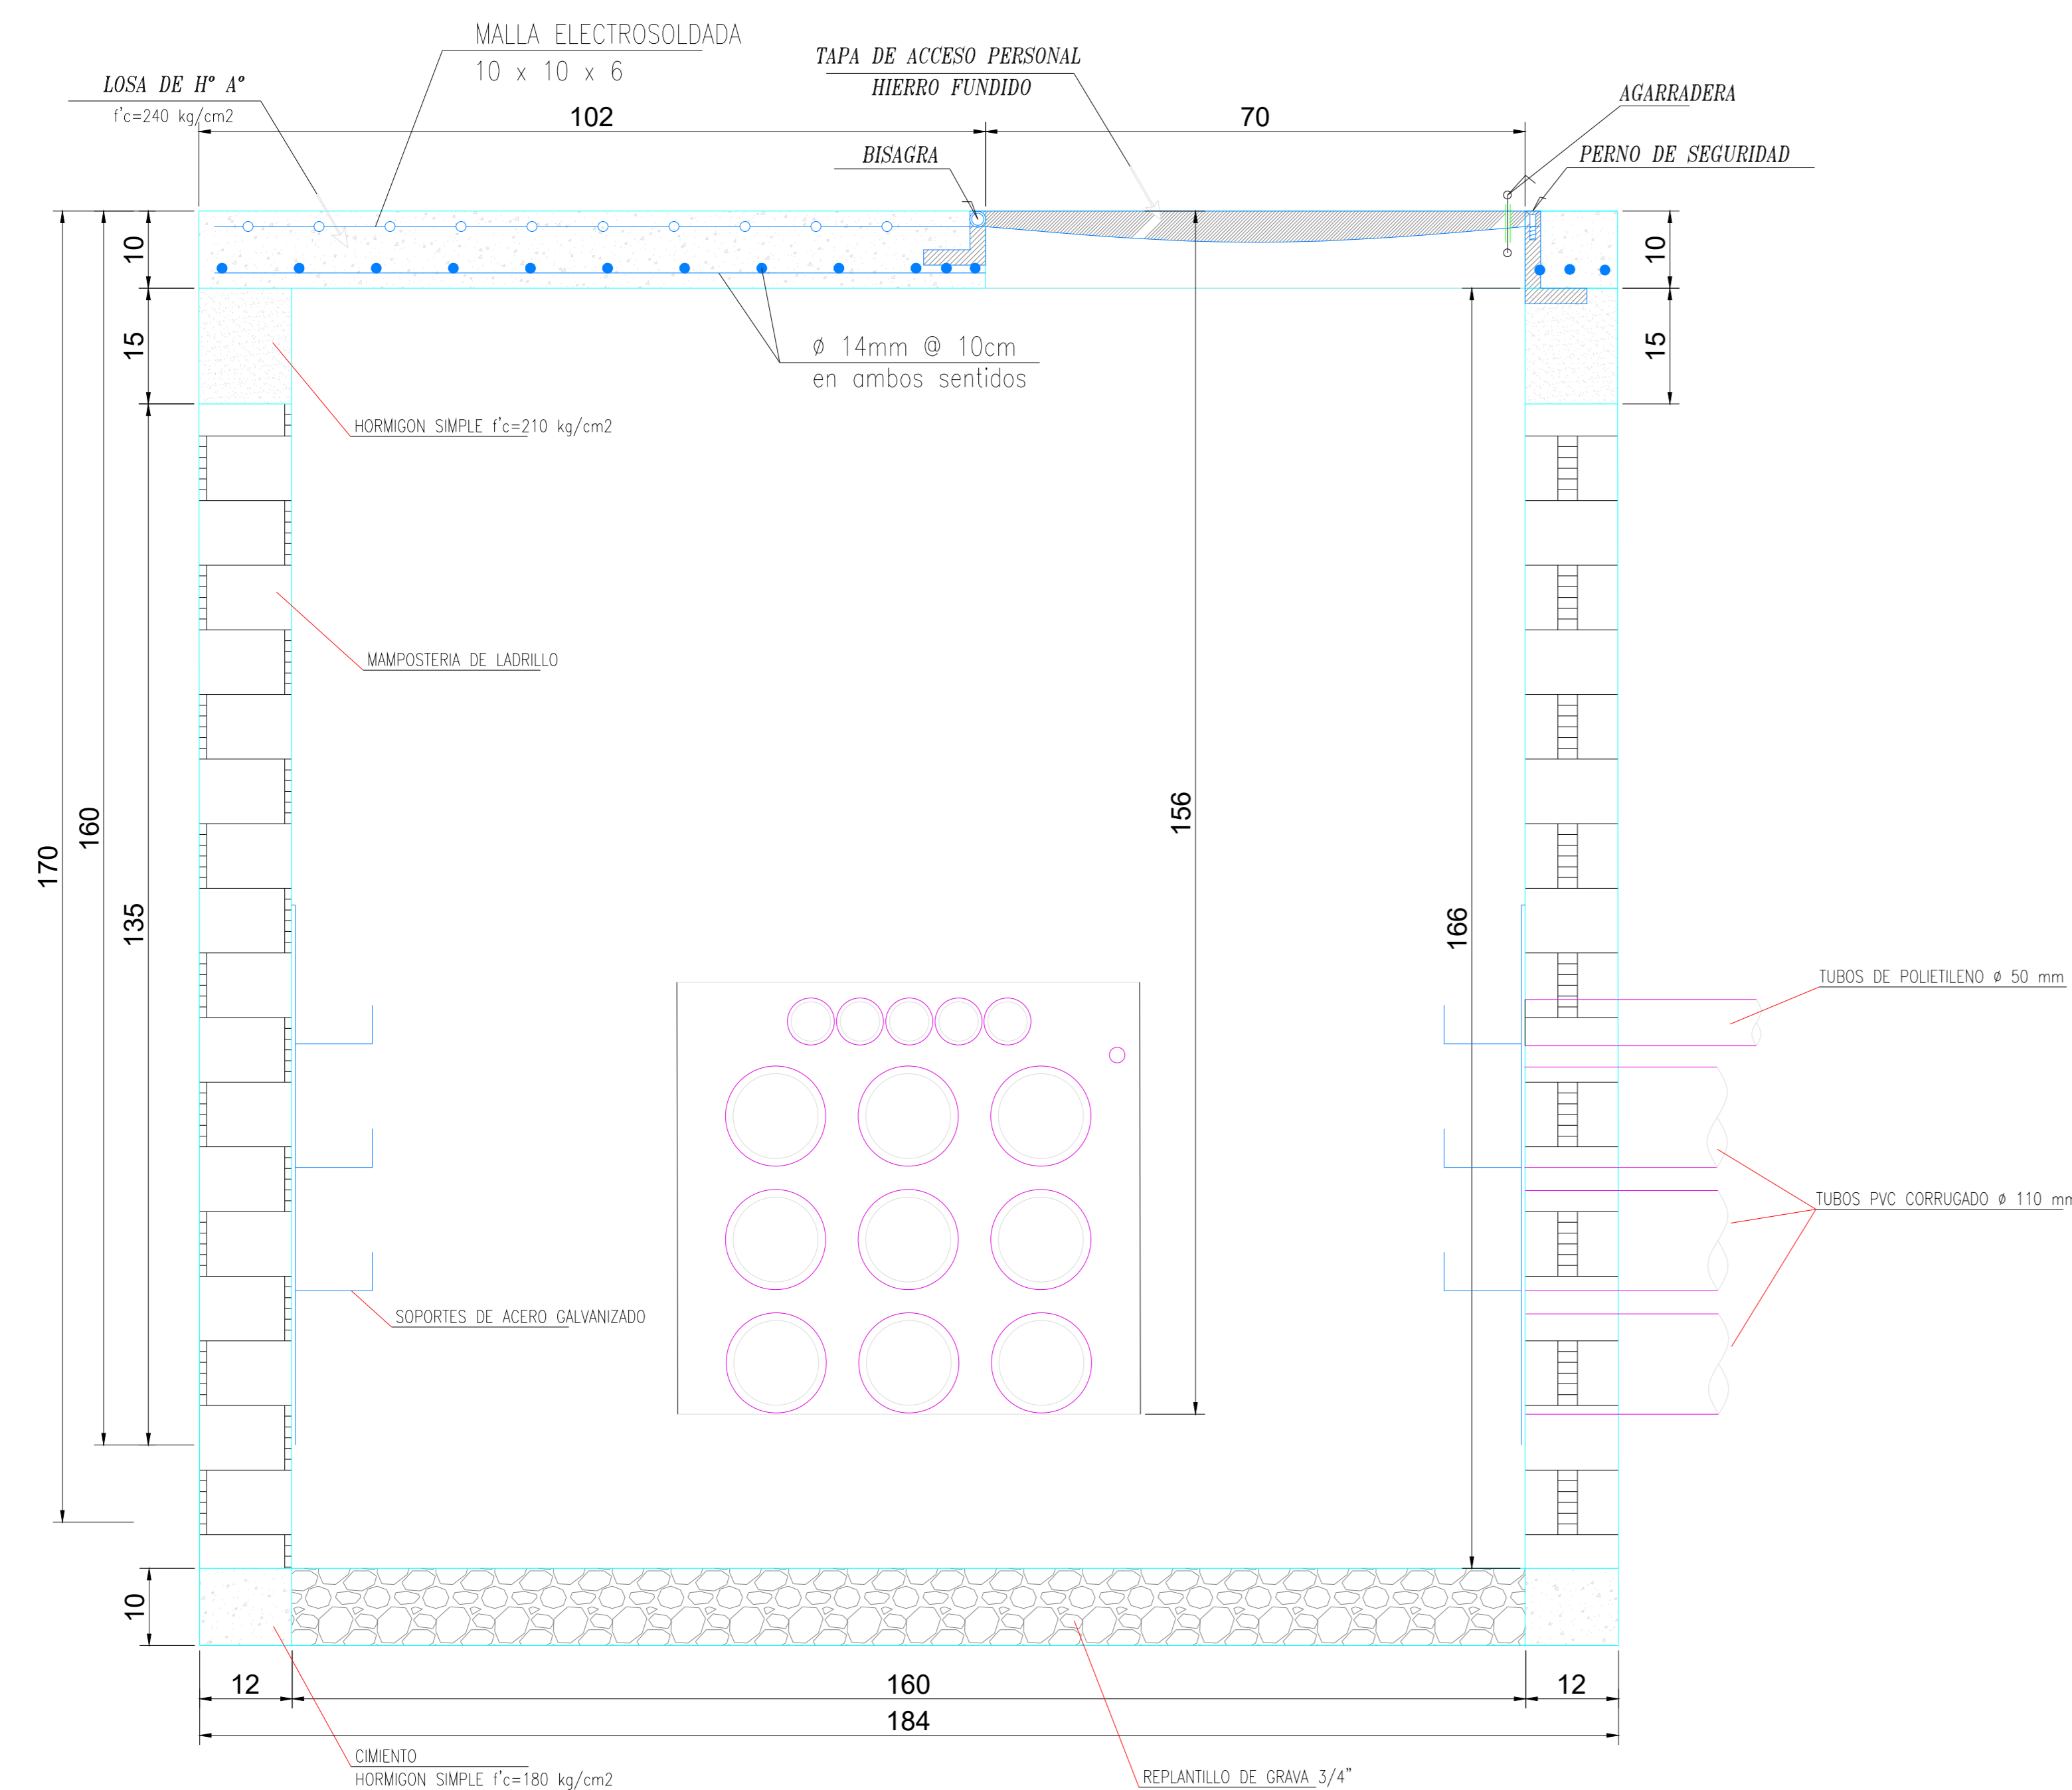 MALLA ELECTROSOLDADA
10 x 10 x 6
TAPA DE ACCESO PERSONAL
HIERRO FUNDIDO
LOSA DE Hº Aº
f'c=240 kg/cm2
AGARRADERA
102
70
BISAGRA
PERNO DE SEGURIDAD
10
10
15
15
ø 14mm @ 10cm
en ambos sentidos
HORMIGON SIMPLE f'c=210 kg/cm2
MAMPOSTERIA DE LADRILLO
170
160
135
156
166
TUBOS DE POLIETILENO ø 50 mm
TUBOS PVC CORRUGADO ø 110 mm
SOPORTES DE ACERO GALVANIZADO
10
12
160
12
184
CIMIENTO
HORMIGON SIMPLE f'c=180 kg/cm2
REPLANTILLO DE GRAVA 3/4"